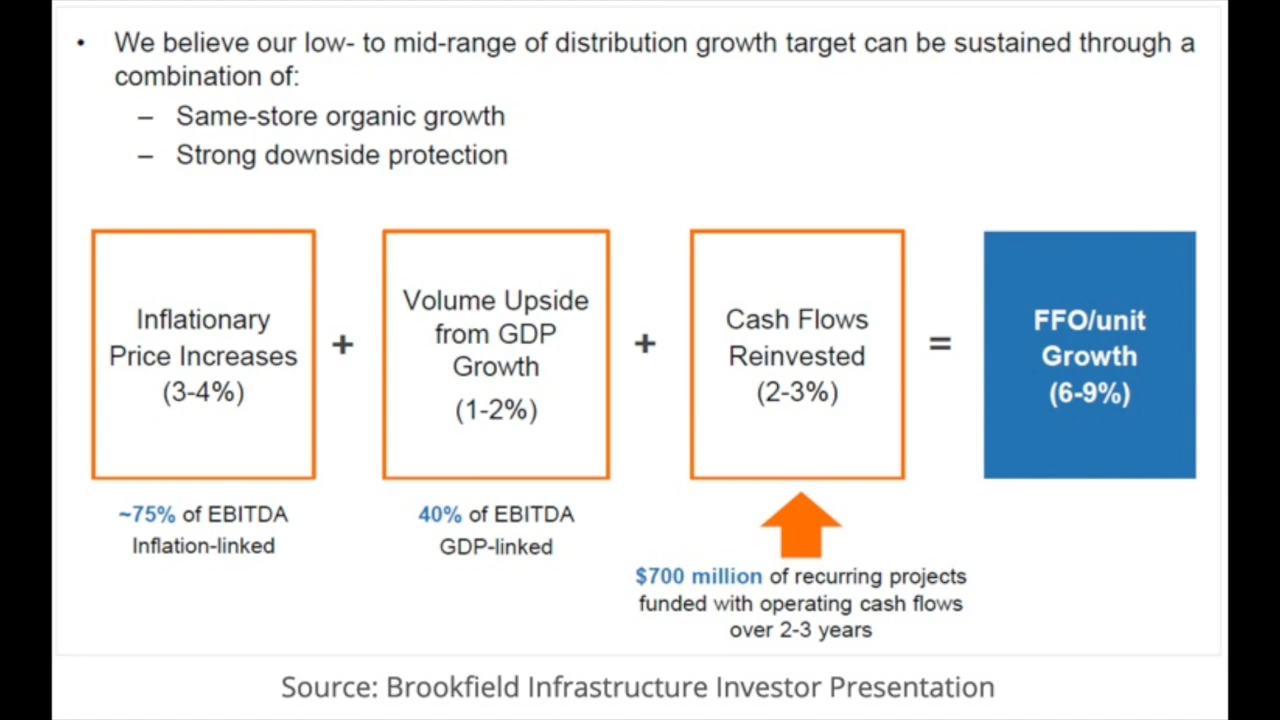 • We believe our low- to mid-range of distribution growth target can be sustained through a
combination of:
– Same-store organic growth
– Strong downside protection
Inflationary
Price Increases
(3-4%)
+
Volume Upside
from GDP
Growth
(1-2%)
+
Cash Flows
Reinvested
(2-3%)
=
FFO/unit
Growth
(6-9%)
~75% of EBITDA
Inflation-linked
40% of EBITDA
GDP-linked
$700 million of recurring projects
funded with operating cash flows
over 2-3 years
Source: Brookfield Infrastructure Investor Presentation